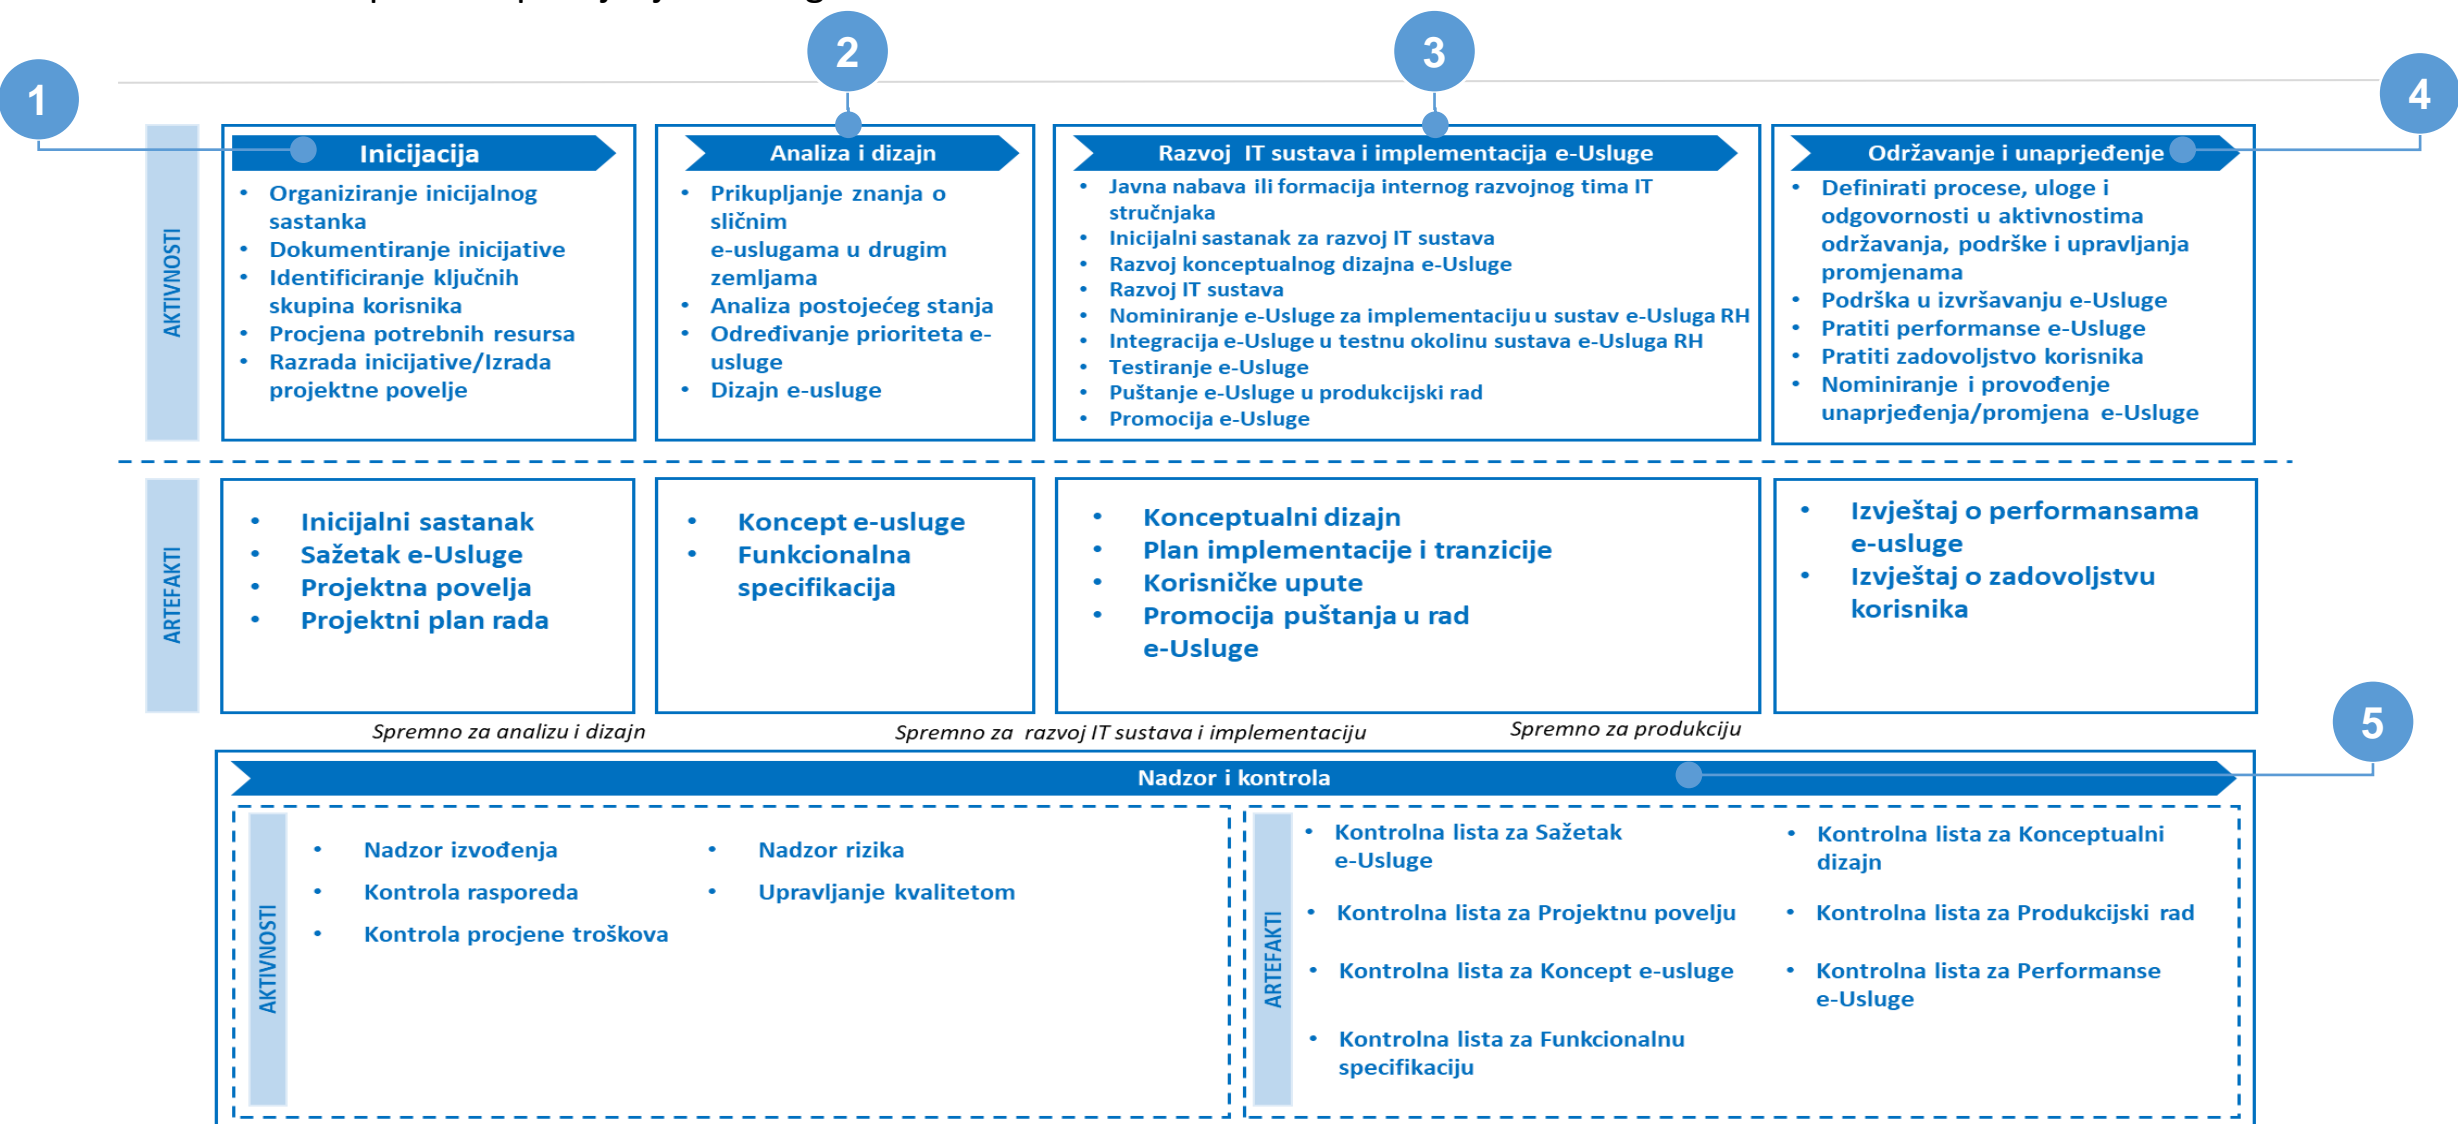 1
2
3
4
AKTIVNOSTI
Inicijacija
• Organiziranje inicijalnog
sastanka
• Dokumentiranje inicijative
• Identificiranje ključnih
skupina korisnika
• Procjena potrebnih resursa
• Razrada inicijative/Izrada
projektne povelje
Analiza i dizajn
• Prikupljanje znanja o
sličnim
e-uslugama u drugim
zemljama
• Analiza postojećeg stanja
• Određivanje prioriteta e-
usluge
• Dizajn e-usluge
Razvoj IT sustava i implementacija e-Usluge
• Javna nabava ili formacija internog razvojnog tima IT
stručnjaka
• Inicijalni sastanak za razvoj IT sustava
• Razvoj konceptualnog dizajna e-Usluge
• Razvoj IT sustava
• Nominiranje e-Usluge za implementaciju u sustav e-Usluga RH
• Integracija e-Usluge u testnu okolinu sustava e-Usluga RH
• Testiranje e-Usluge
• Puštanje e-Usluge u produkcijski rad
• Promocija e-Usluge
Održavanje i unaprjeđenje
• Definirati procese, uloge i
odgovornosti u aktivnostima
održavanja, podrške i upravljanja
promjenama
• Podrška u izvršavanju e-Usluge
• Pratiti performanse e-Usluge
• Pratiti zadovoljstvo korisnika
• Nominiranje i provođenje
unaprjeđenja/promjena e-Usluge
ARTEFAKTI
• Inicijalni sastanak
• Sažetak e-Usluge
• Projektna povelja
• Projektni plan rada
• Koncept e-usluge
• Funkcionalna
specifikacija
• Konceptualni dizajn
• Plan implementacije i tranzicije
• Korisničke upute
• Promocija puštanja u rad
e-Usluge
• Izvještaj o performansama
e-usluge
• Izvještaj o zadovoljstvu
korisnika
Spremno za analizu i dizajn
Spremno za razvoj IT sustava i implementaciju
Spremno za produkciju
5
Nadzor i kontrola
AKTIVNOSTI
• Nadzor izvođenja
• Kontrola rasporeda
• Kontrola procjene troškova
• Nadzor rizika
• Upravljanje kvalitetom
ARTEFAKTI
• Kontrolna lista za Sažetak
e-Usluge
• Kontrolna lista za Projektnu povelju
• Kontrolna lista za Koncept e-usluge
• Kontrolna lista za Funkcionalnu
specifikaciju
• Kontrolna lista za Konceptualni
dizajn
• Kontrolna lista za Produkcijski rad
• Kontrolna lista za Performanse
e-Usluge